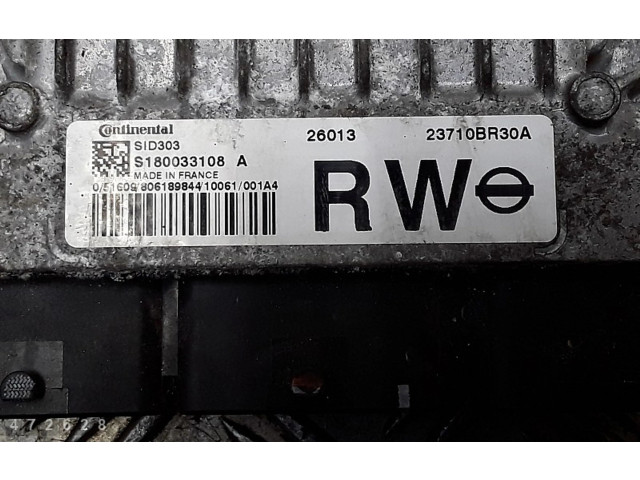 Continental
SID303
S180033108 A
MADE IN FRANCE
26013
23710BR30A
0/51609/806189844/10061/001A4
RW
472628